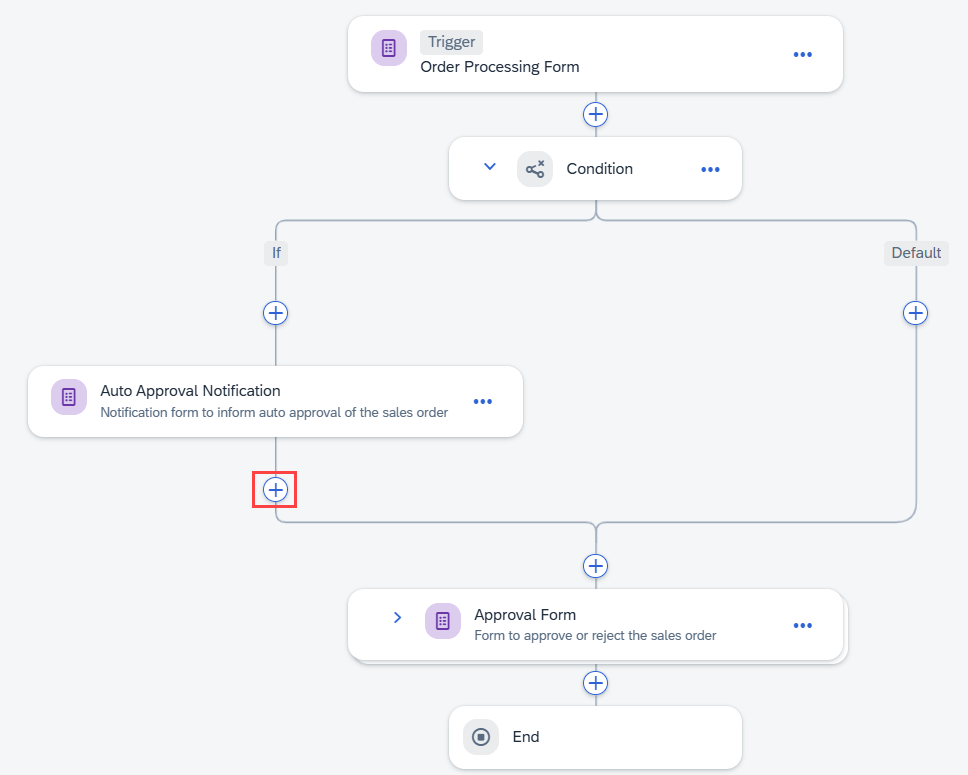 Trigger
Order Processing Form
Condition
If
Default
Auto Approval Notification
Notification form to inform auto approval of the sales order
Approval Form
Form to approve or reject the sales order
End